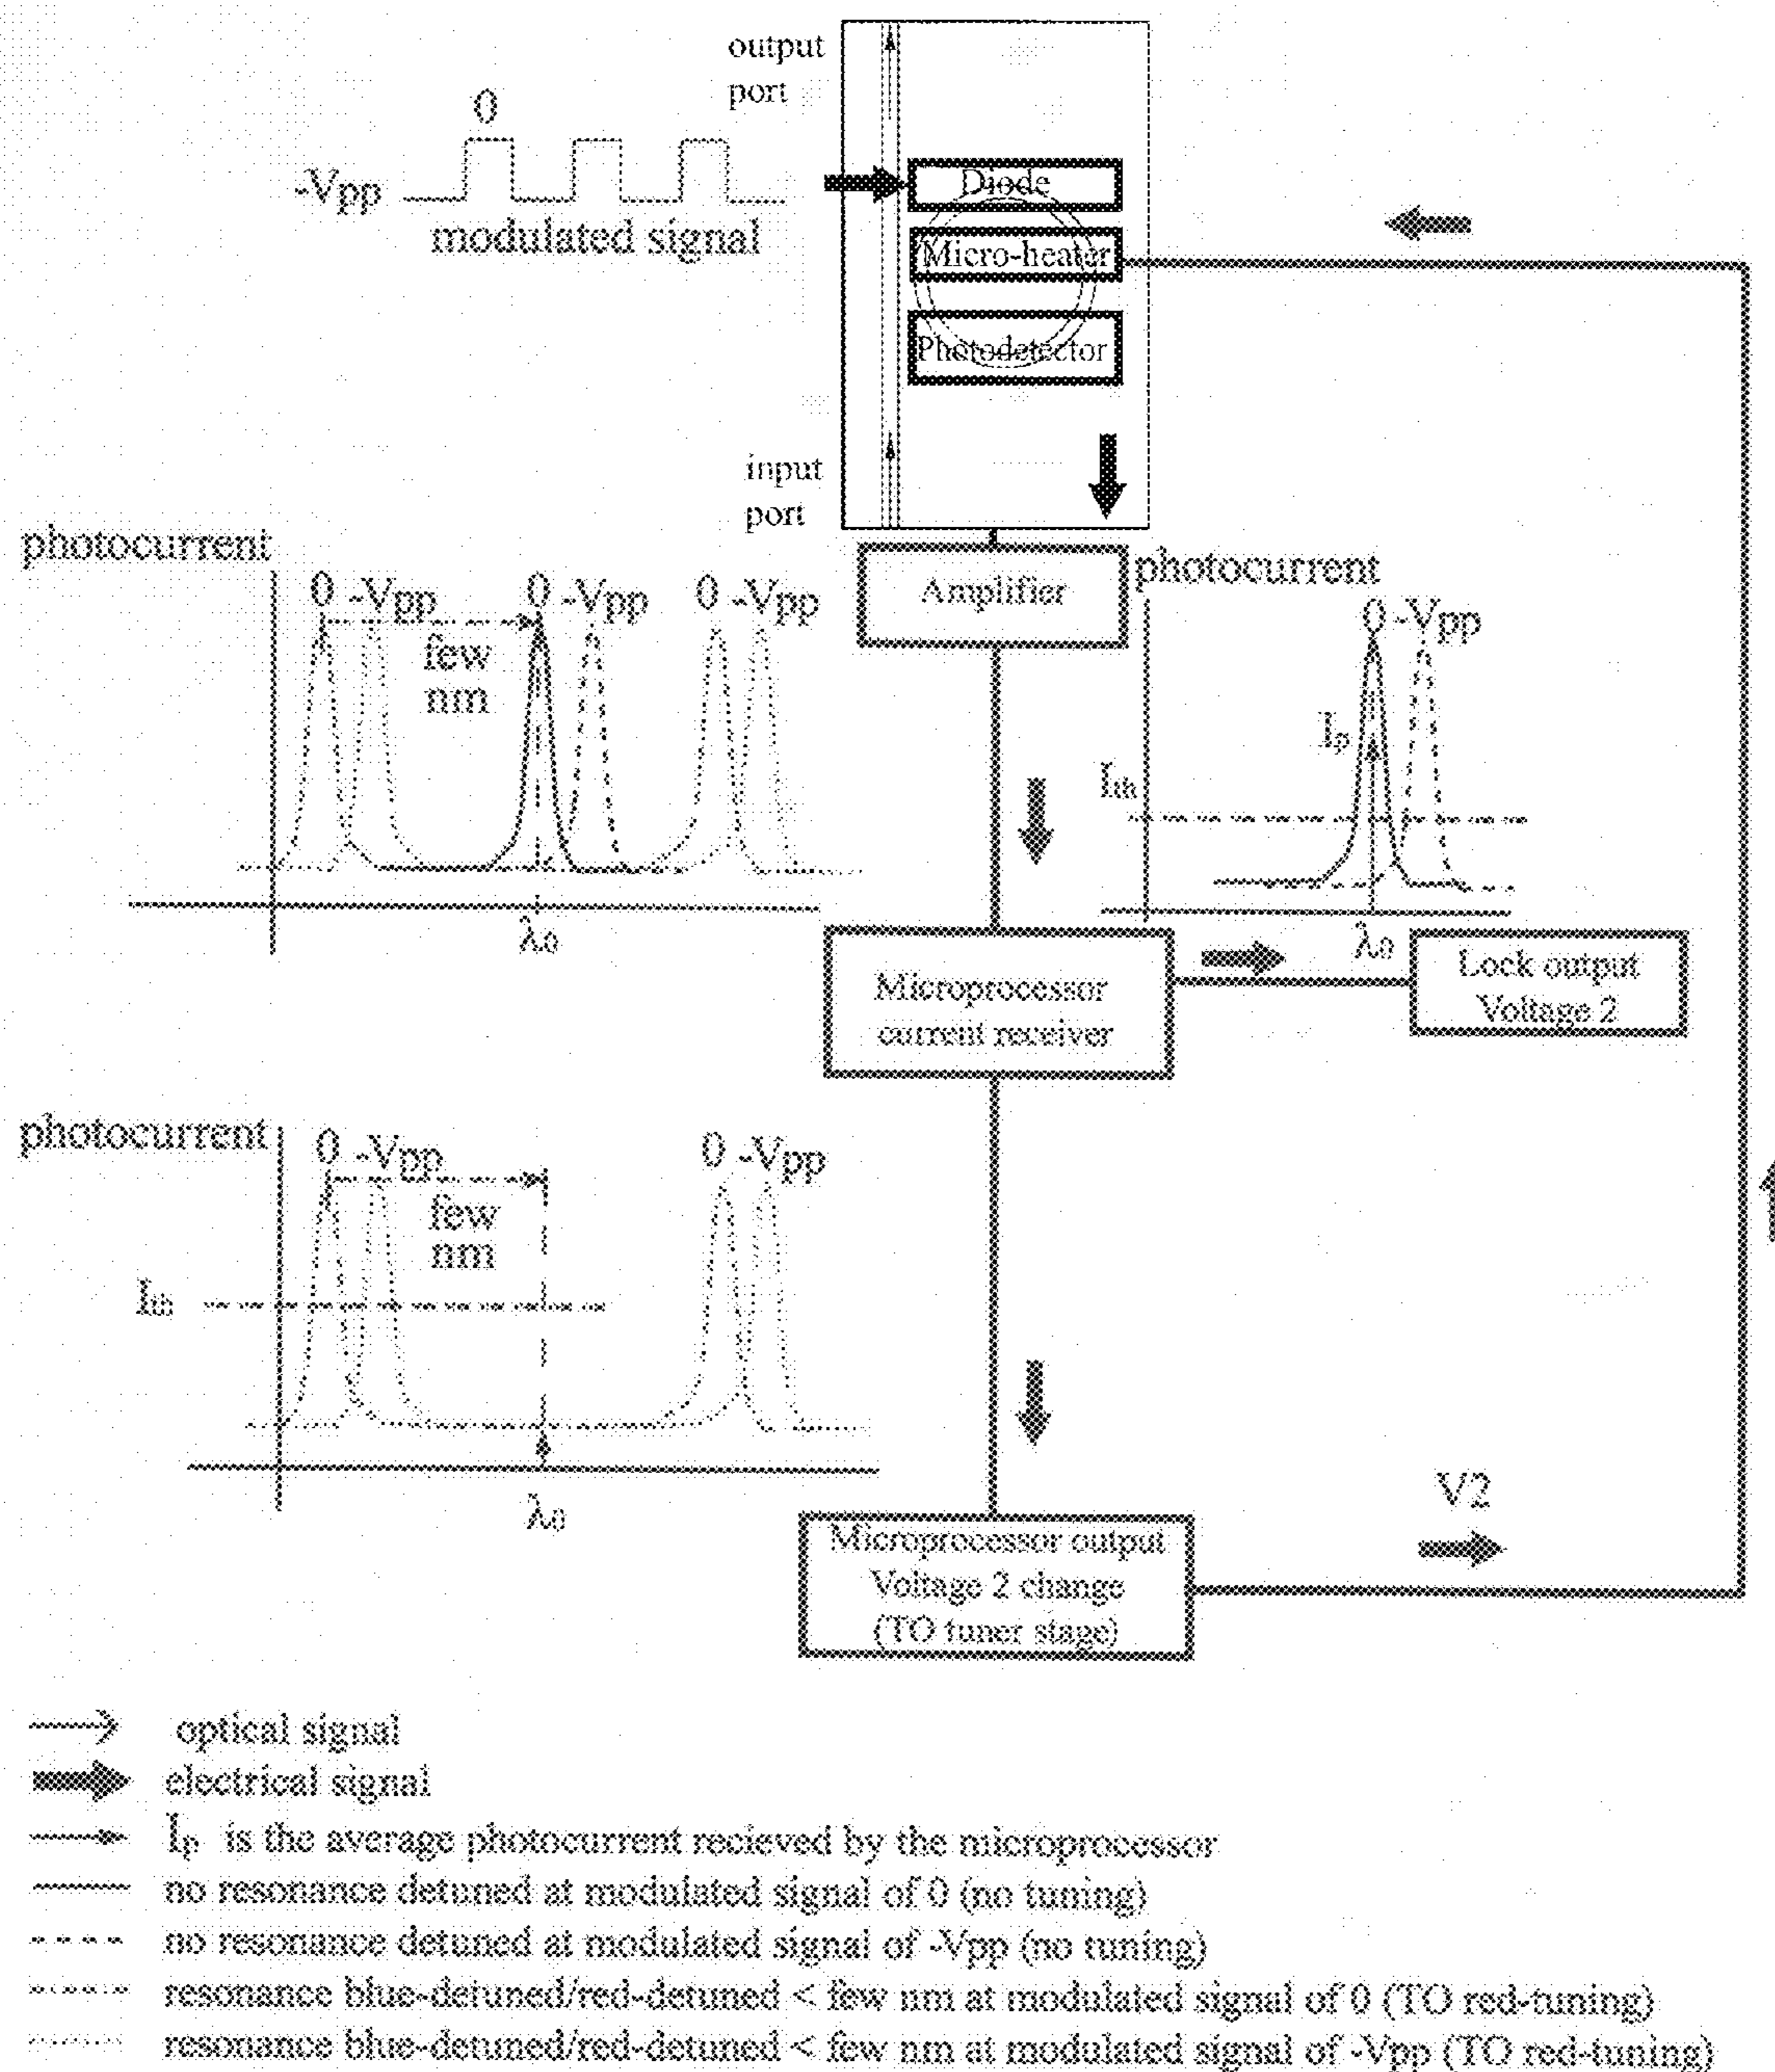 output
port
0
-Vpp
modulated signal
Diode
Micro-heater
Photodetector
input
port
photocurrent
0 -Vpp 0 -Vpp 0 -Vpp
few
nm
λ0
Amplifier
photocurrent
0 -Vpp
Ip
Ith
λ0
Microprocessor
current receiver
Lock output
Voltage 2
photocurrent
0 -Vpp 0 -Vpp
few
nm
Ith
λ0
V2
Microprocessor output
Voltage 2 change
(TO tuner stage)
optical signal
electrical signal
Ip is the average photocurrent recieved by the microprocessor
no resonance detuned at modulated signal of 0 (no tuning)
no resonance detuned at modulated signal of -Vpp (no tuning)
resonance blue-detuned/red-detuned < few nm at modulated signal of 0 (TO red-tuning)
resonance blue-detuned/red-detuned < few nm at modulated signal of -Vpp (TO red-tuning)